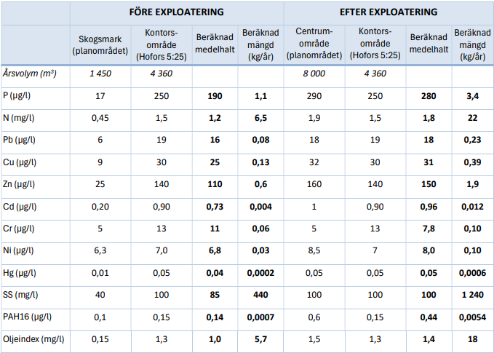 FÖRE EXPLOATERING EFTER EXPLOATERING
Skogsmark (planområdet) Kontors-område (Hofors 5:25) Beräknad medelhalt Beräknad mängd (kg/år) Centrum-område (planområdet) Kontors-område (Hofors 5:25) Beräknad medelhalt Beräknad mängd (kg/år)
Årsvolym (m³) 1 450 4 360 8 000 4 360
P (µg/l) 17 250 190 1,1 290 250 280 3,4
N (mg/l) 0,45 1,5 1,2 6,5 1,9 1,5 1,8 22
Pb (µg/l) 6 19 16 0,08 18 19 18 0,23
Cu (µg/l) 9 30 25 0,13 32 30 31 0,39
Zn (µg/l) 25 140 110 0,6 160 140 150 1,9
Cd (µg/l) 0,20 0,90 0,73 0,004 1 0,90 0,96 0,012
Cr (µg/l) 5 13 11 0,06 5 13 7,8 0,10
Ni (µg/l) 6,3 7,0 6,8 0,03 8,5 7 8,0 0,10
Hg (µg/l) 0,01 0,05 0,04 0,0002 0,05 0,05 0,05 0,0006
SS (mg/l) 40 100 85 440 100 100 100 1 240
PAH16 (µg/l) 0,1 0,15 0,14 0,0007 0,6 0,15 0,44 0,0054
Oljeindex (mg/l) 0,15 1,3 1,0 5,7 1,5 1,3 1,4 18